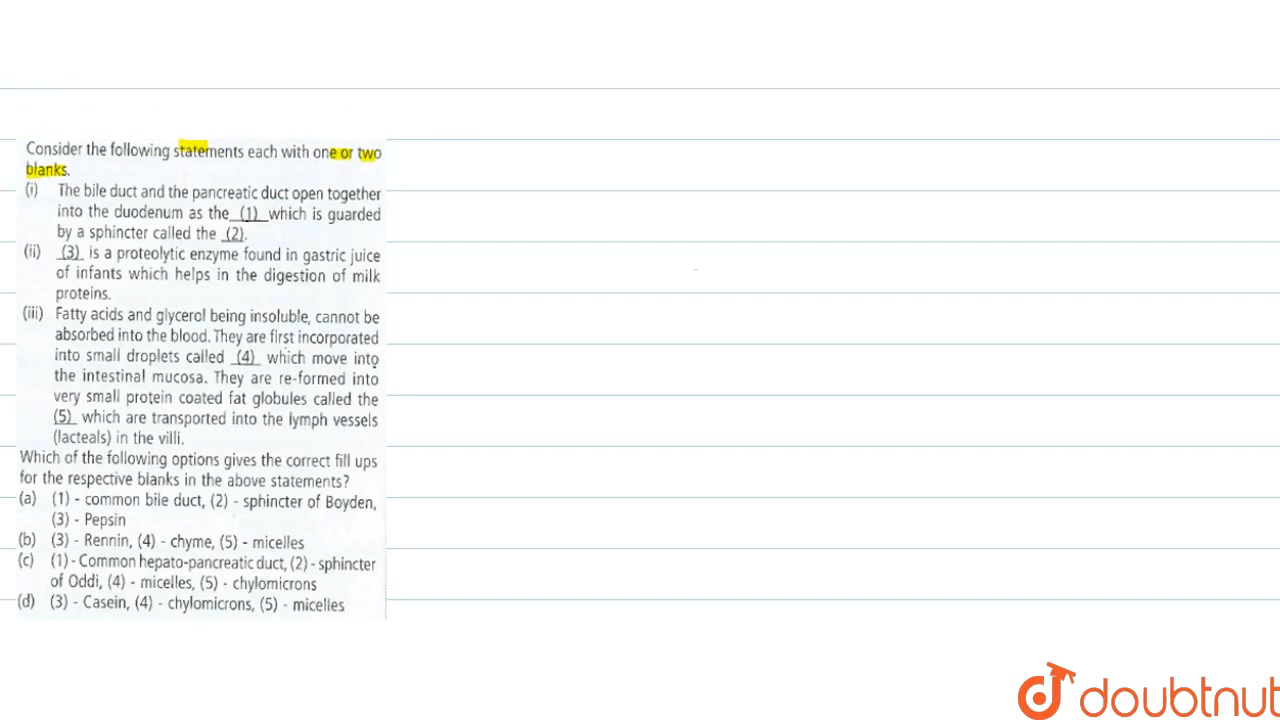 Consider the following statements each with one or two
blanks.
(i) The bile duct and the pancreatic duct open together
into the duodenum as the (1) which is guarded
by a sphincter called the (2).
(ii) (3) is a proteolytic enzyme found in gastric juice
of infants which helps in the digestion of milk
proteins.
(iii) Fatty acids and glycerol being insoluble, cannot be
absorbed into the blood. They are first incorporated
into small droplets called (4) which move into
the intestinal mucosa. They are re-formed into
very small protein coated fat globules called the
(5) which are transported into the lymph vessels
(lacteals) in the villi.
Which of the following options gives the correct fill ups
for the respective blanks in the above statements?
(a) (1) - common bile duct, (2) - sphincter of Boyden,
(3) - Pepsin
(b) (3) - Rennin, (4) - chyme, (5) - micelles
(c) (1) - Common hepato-pancreatic duct, (2) - sphincter
of Oddi, (4) - micelles, (5) - chylomicrons
(d) (3) - Casein, (4) - chylomicrons, (5) - micelles
doubtnut